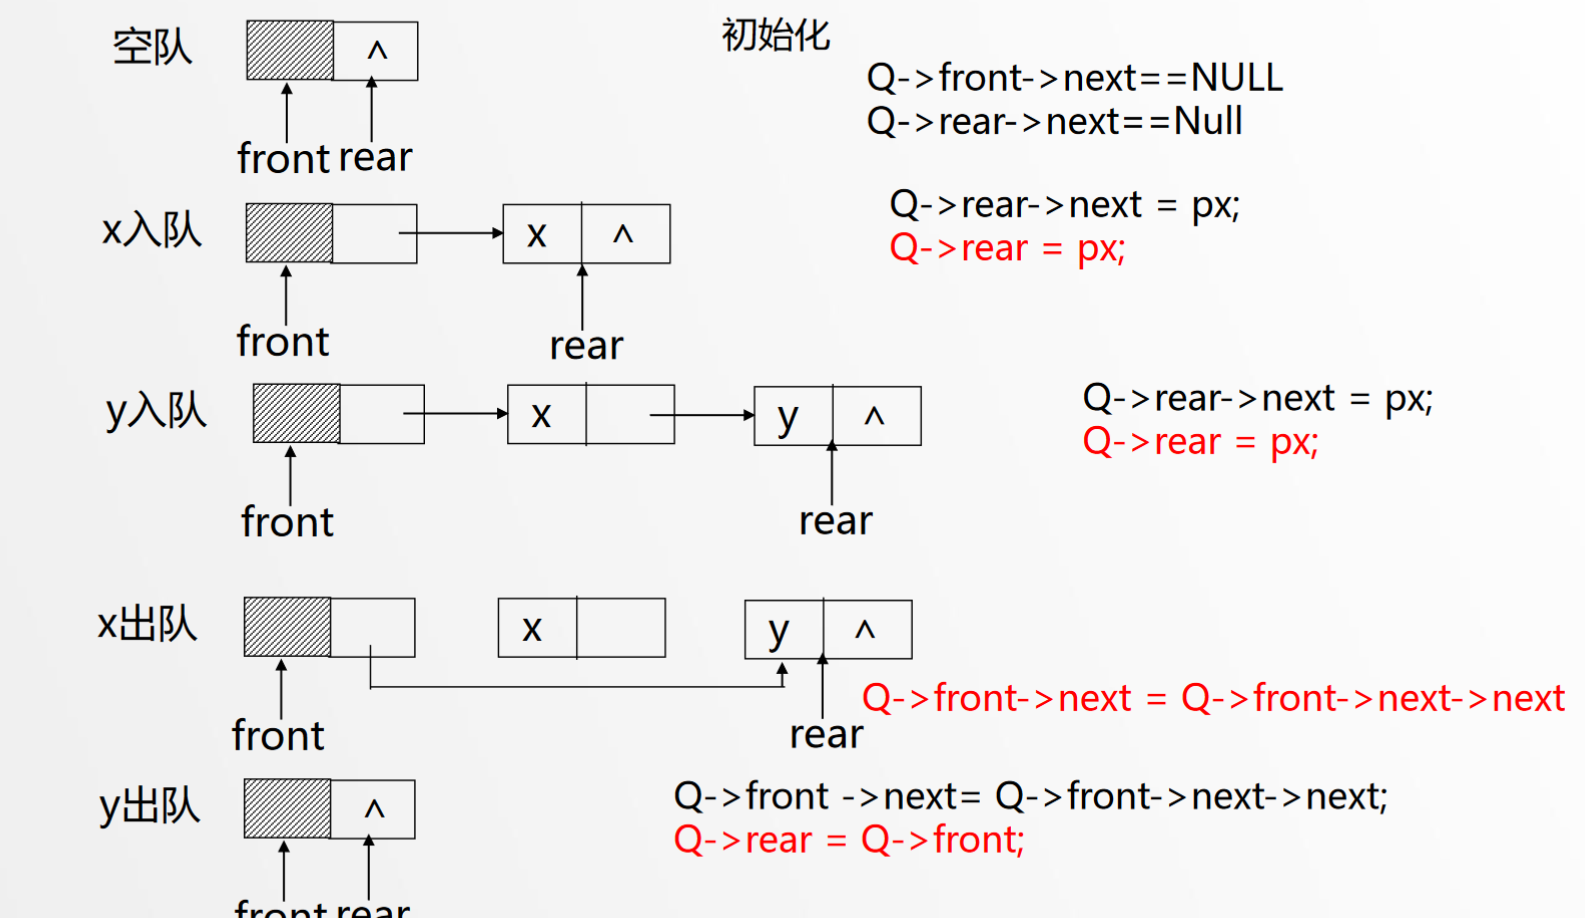 空队
^
初始化
Q->front->next==NULL
Q->rear->next==Null
front rear
x入队
x ^
Q->rear->next = px;
Q->rear = px;
front
rear
y入队
x
y ^
Q->rear->next = px;
Q->rear = px;
front
rear
x出队
x
y ^
Q->front->next = Q->front->next->next
front
rear
y出队
^
Q->front ->next= Q->front->next->next;
Q->rear = Q->front;
front rear